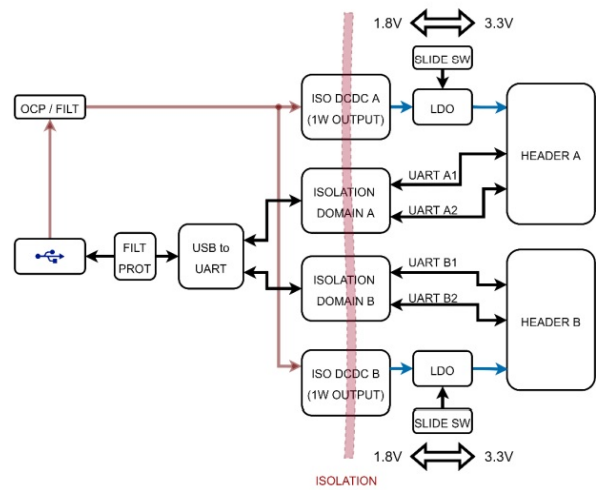 1.8V 3.3V
SLIDE SW
OCP / FILT
ISO DCDC A
(1W OUTPUT)
LDO
HEADER A
UART A1
ISOLATION
DOMAIN A
UART A2
FILT
PROT
USB to
UART
ISOLATION
DOMAIN B
UART B1
UART B2
HEADER B
ISO DCDC B
(1W OUTPUT)
LDO
SLIDE SW
1.8V 3.3V
ISOLATION